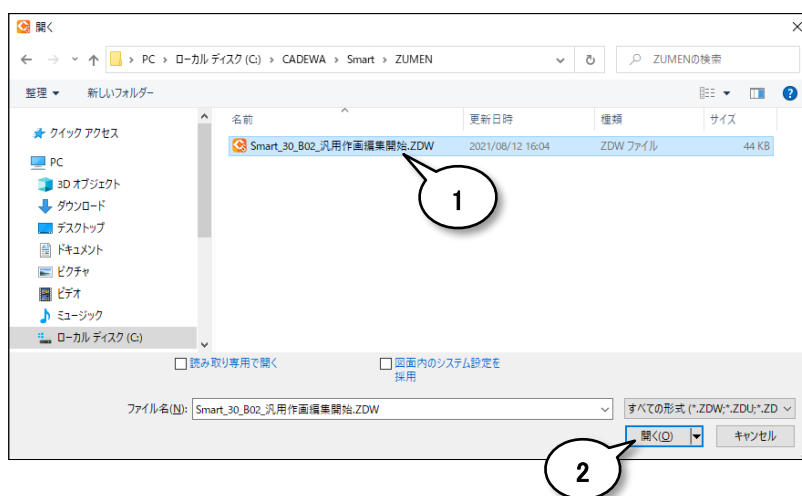 開く
PC › ローカル ディスク (C:) › CADEWA › Smart › ZUMEN
ZUMENの検索
整理 新しいフォルダー
名前 更新日時 種類 サイズ
クイック アクセス
Smart_30_B02_汎用作画編集開始.ZDW 2021/08/12 16:04 ZDW ファイル 44 KB
PC
3D オブジェクト
ダウンロード
デスクトップ
ドキュメント
ピクチャ
ビデオ
ミュージック
ローカル ディスク (C:)
1
読み取り専用で開く
図面内のシステム設定を
採用
ファイル名(N): Smart_30_B02_汎用作画編集開始.ZDW
すべての形式 (*.ZDW;*.ZDU;*.ZD
開く(O) キャンセル
2